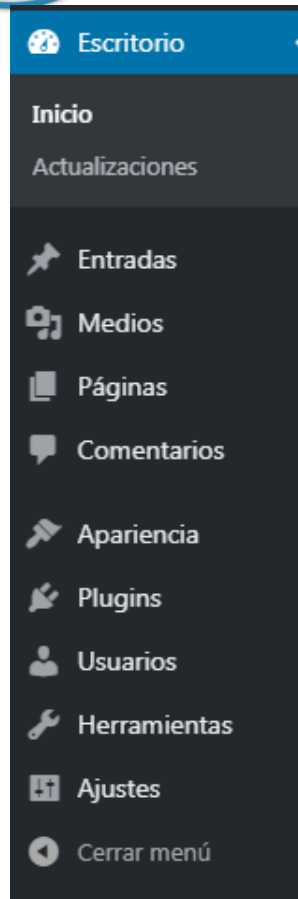 Escritorio
Inicio
Actualizaciones
Entradas
Medios
Páginas
Comentarios
Apariencia
Plugins
Usuarios
Herramientas
Ajustes
Cerrar menú